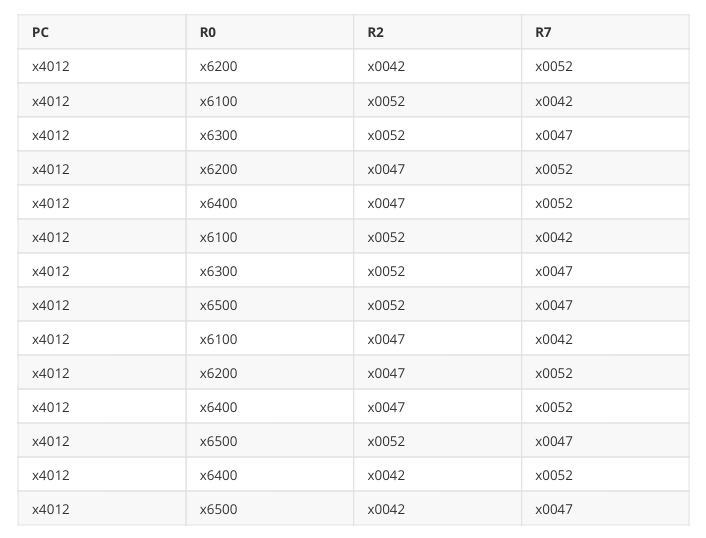 PC R0 R2 R7
x4012 x6200 x0042 x0052
x4012 x6100 x0052 x0042
x4012 x6300 x0052 x0047
x4012 x6200 x0047 x0052
x4012 x6400 x0047 x0052
x4012 x6100 x0052 x0042
x4012 x6300 x0052 x0047
x4012 x6500 x0052 x0047
x4012 x6100 x0047 x0042
x4012 x6200 x0047 x0052
x4012 x6400 x0047 x0052
x4012 x6500 x0052 x0047
x4012 x6400 x0042 x0052
x4012 x6500 x0042 x0047